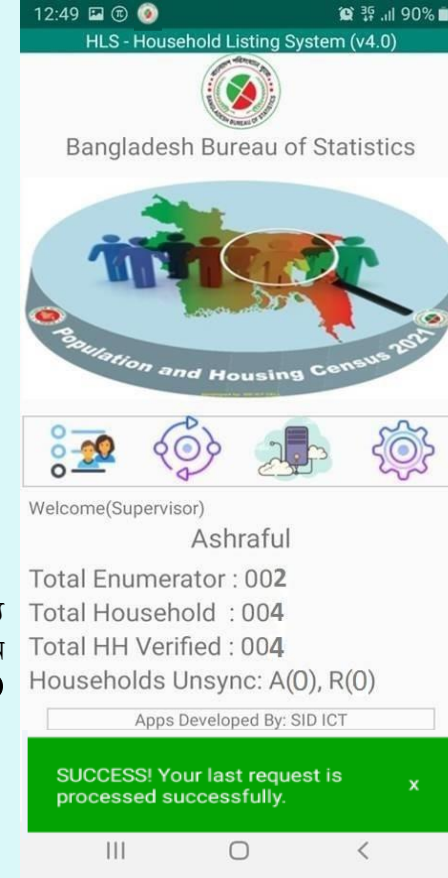 12:49 3G 90%
HLS - Household Listing System (v4.0)
Bangladesh Bureau of Statistics
Population and Housing Census 2021
Welcome(Supervisor)
Ashraful
Total Enumerator : 002
Total Household : 004
Total HH Verified : 004
Households Unsync: A(0), R(0)
Apps Developed By: SID ICT
SUCCESS! Your last request is x
processed successfully.